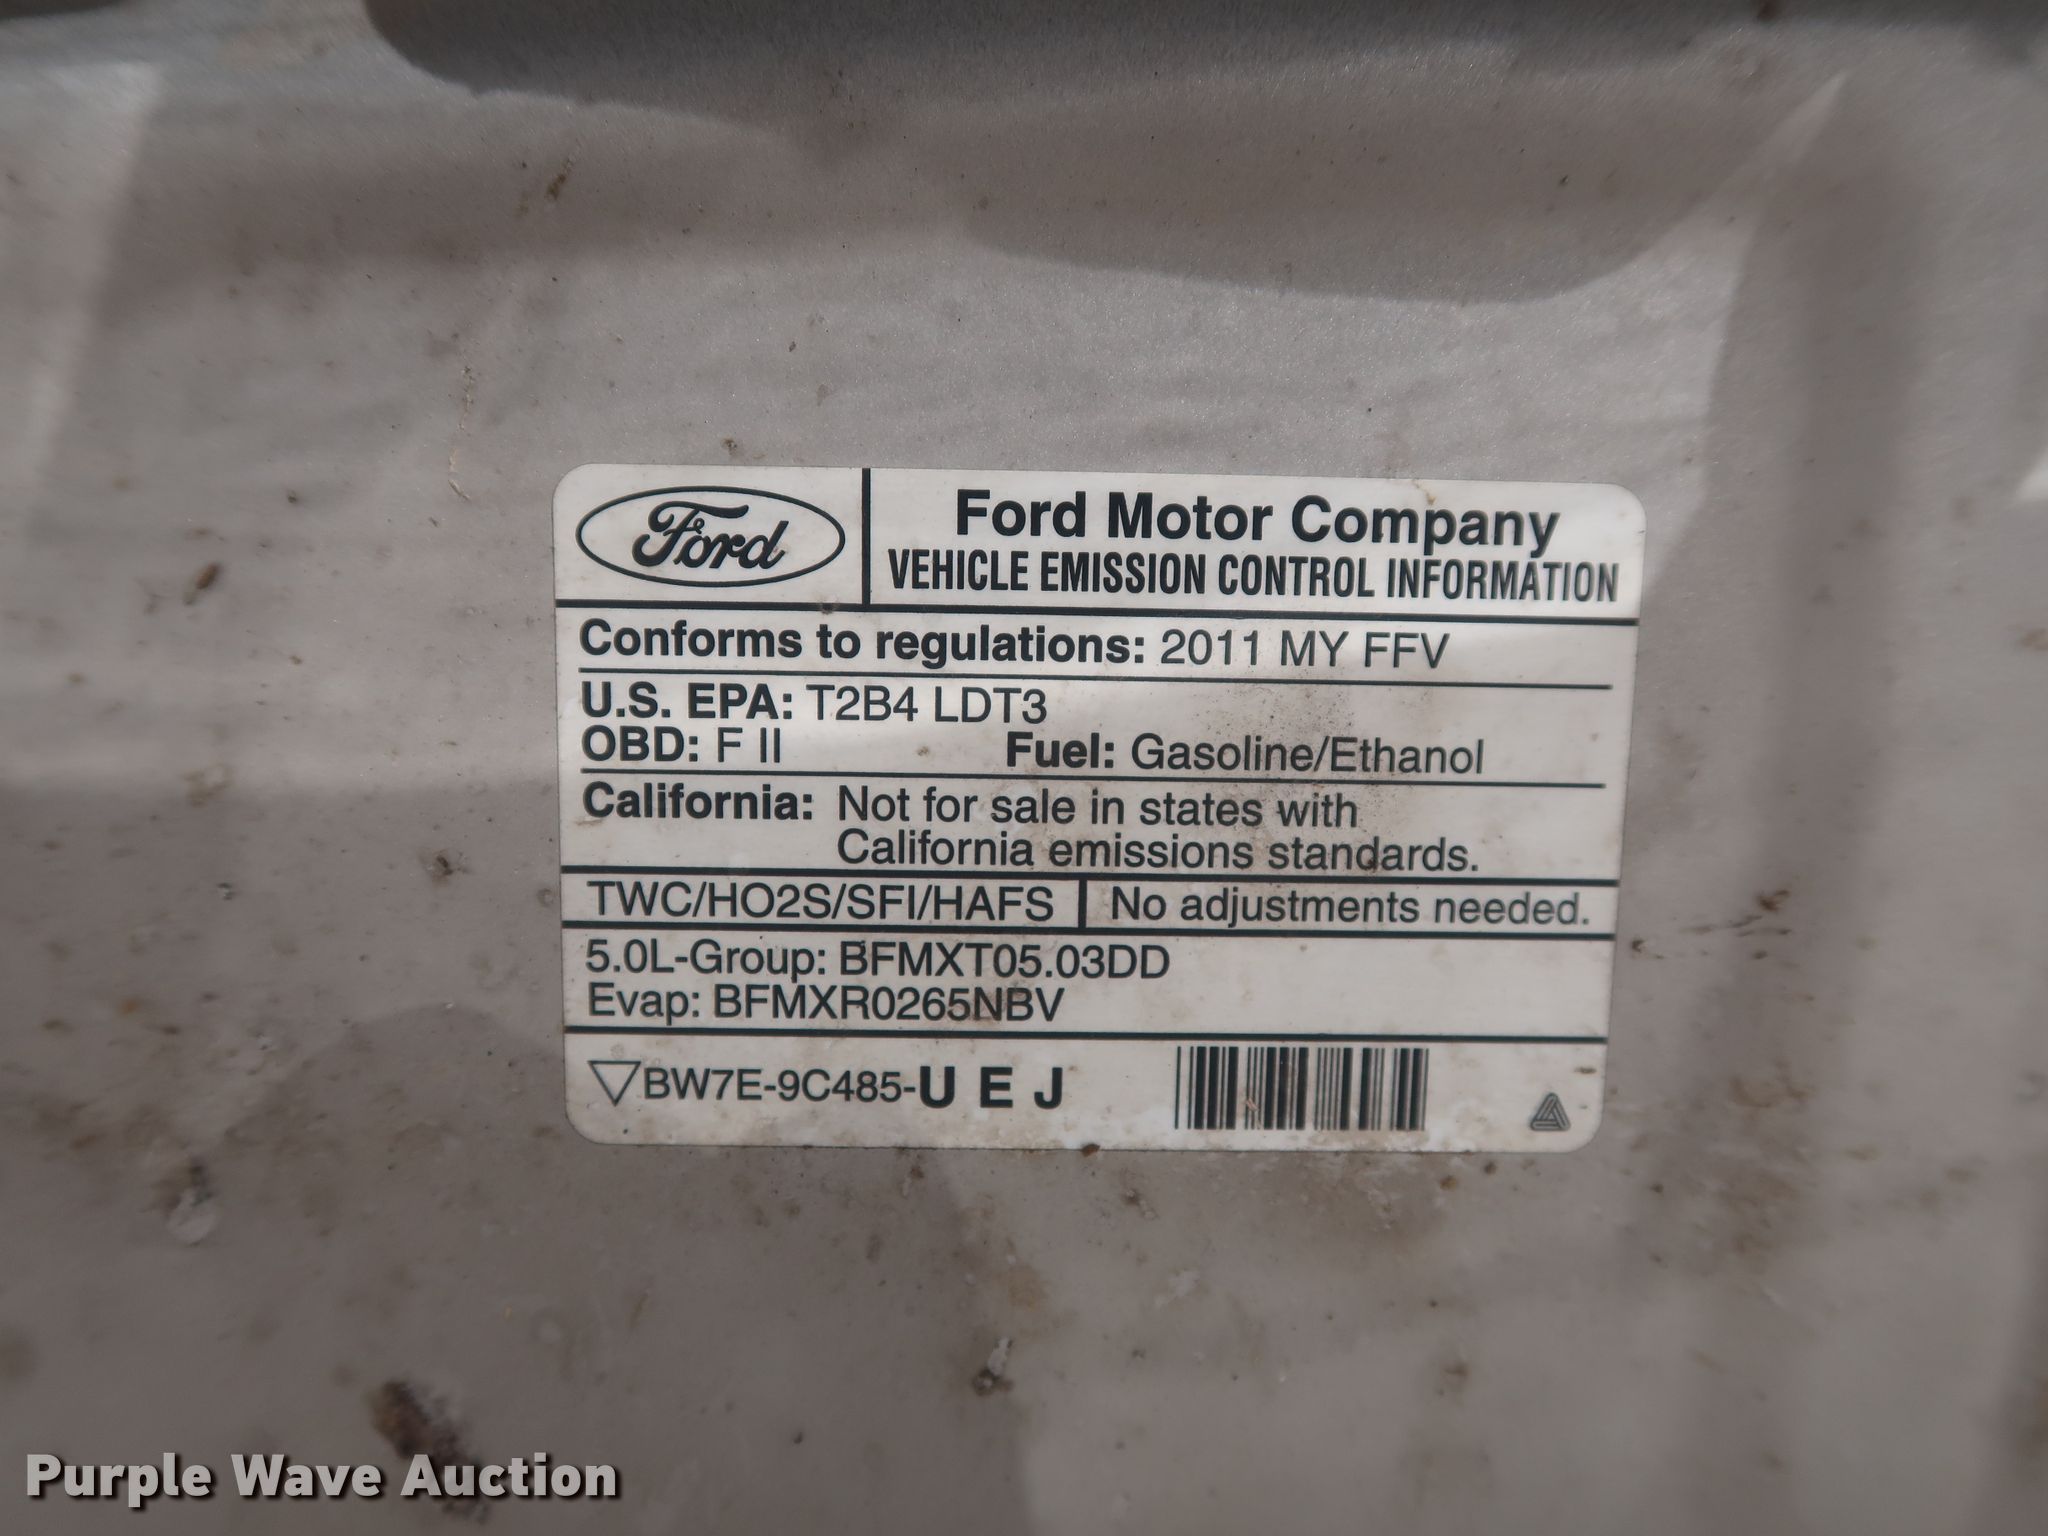 Ford
Ford Motor Company
VEHICLE EMISSION CONTROL INFORMATION
Conforms to regulations: 2011 MY FFV
U.S. EPA: T2B4 LDT3
OBD: F II Fuel: Gasoline/Ethanol
California: Not for sale in states with
California emissions standards.
TWC/HO2S/SFI/HAFS No adjustments needed.
5.0L-Group: BFMXT05.03DD
Evap: BFMXR0265NBV
BW7E-9C485-U E J
Purple Wave Auction